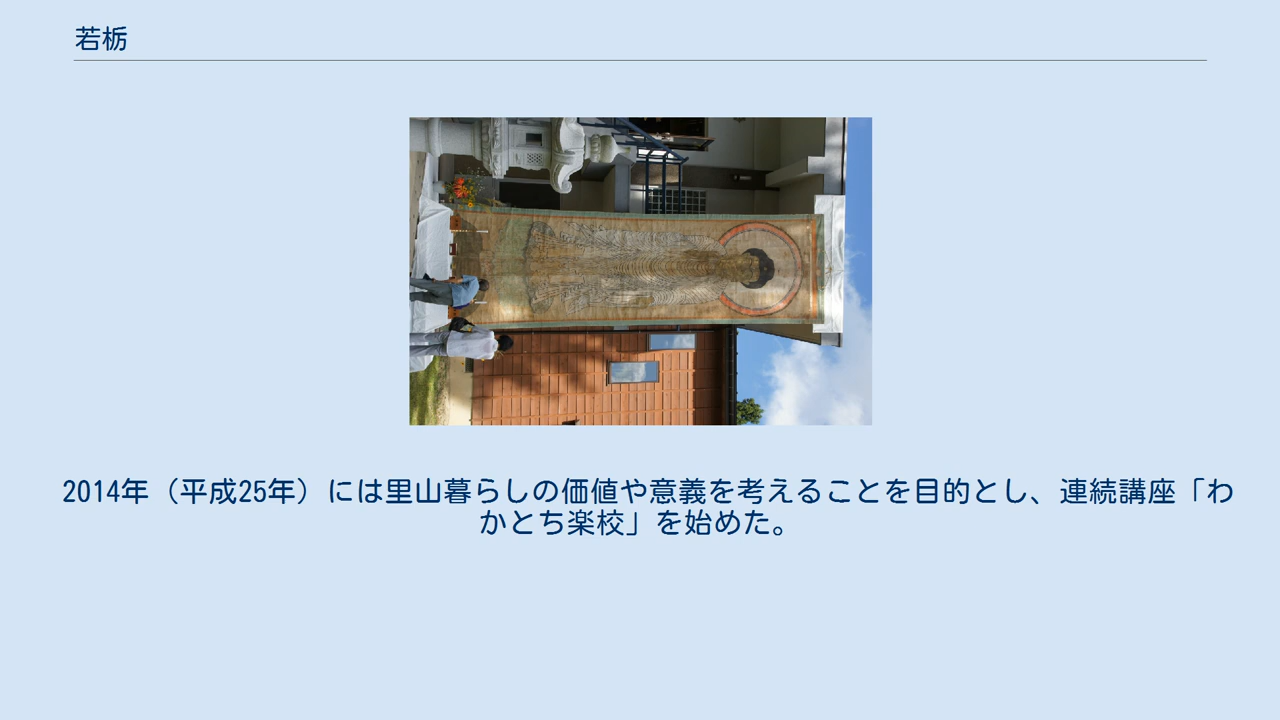 若栃
2014年（平成25年）には里山暮らしの価値や意義を考えることを目的とし、連続講座「わ
かとち楽校」を始めた。